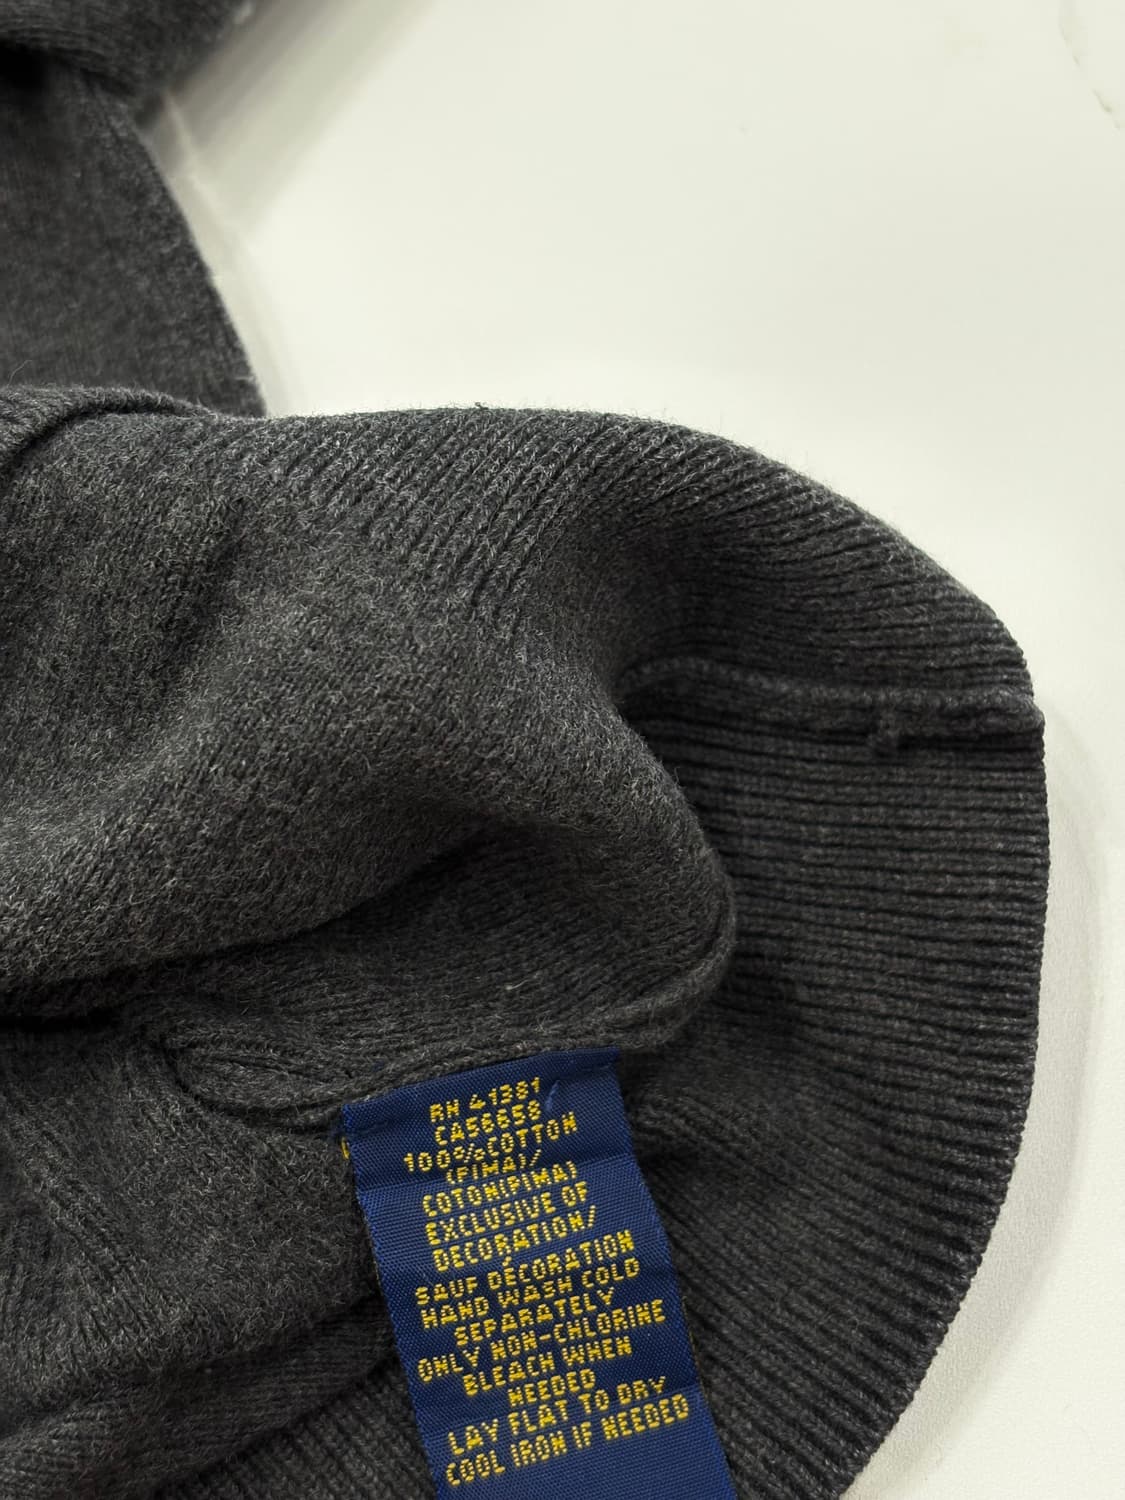 RN 41381
CA56658
100%COTTON
(PIMA)/
COTON(PIMA)
EXCLUSIVE OF
DECORATION/
SAUF DÉCORATION
HAND WASH COLD
SEPARATELY
ONLY NON-CHLORINE
BLEACH WHEN
NEEDED
LAY FLAT TO DRY
COOL IRON IF NEEDED